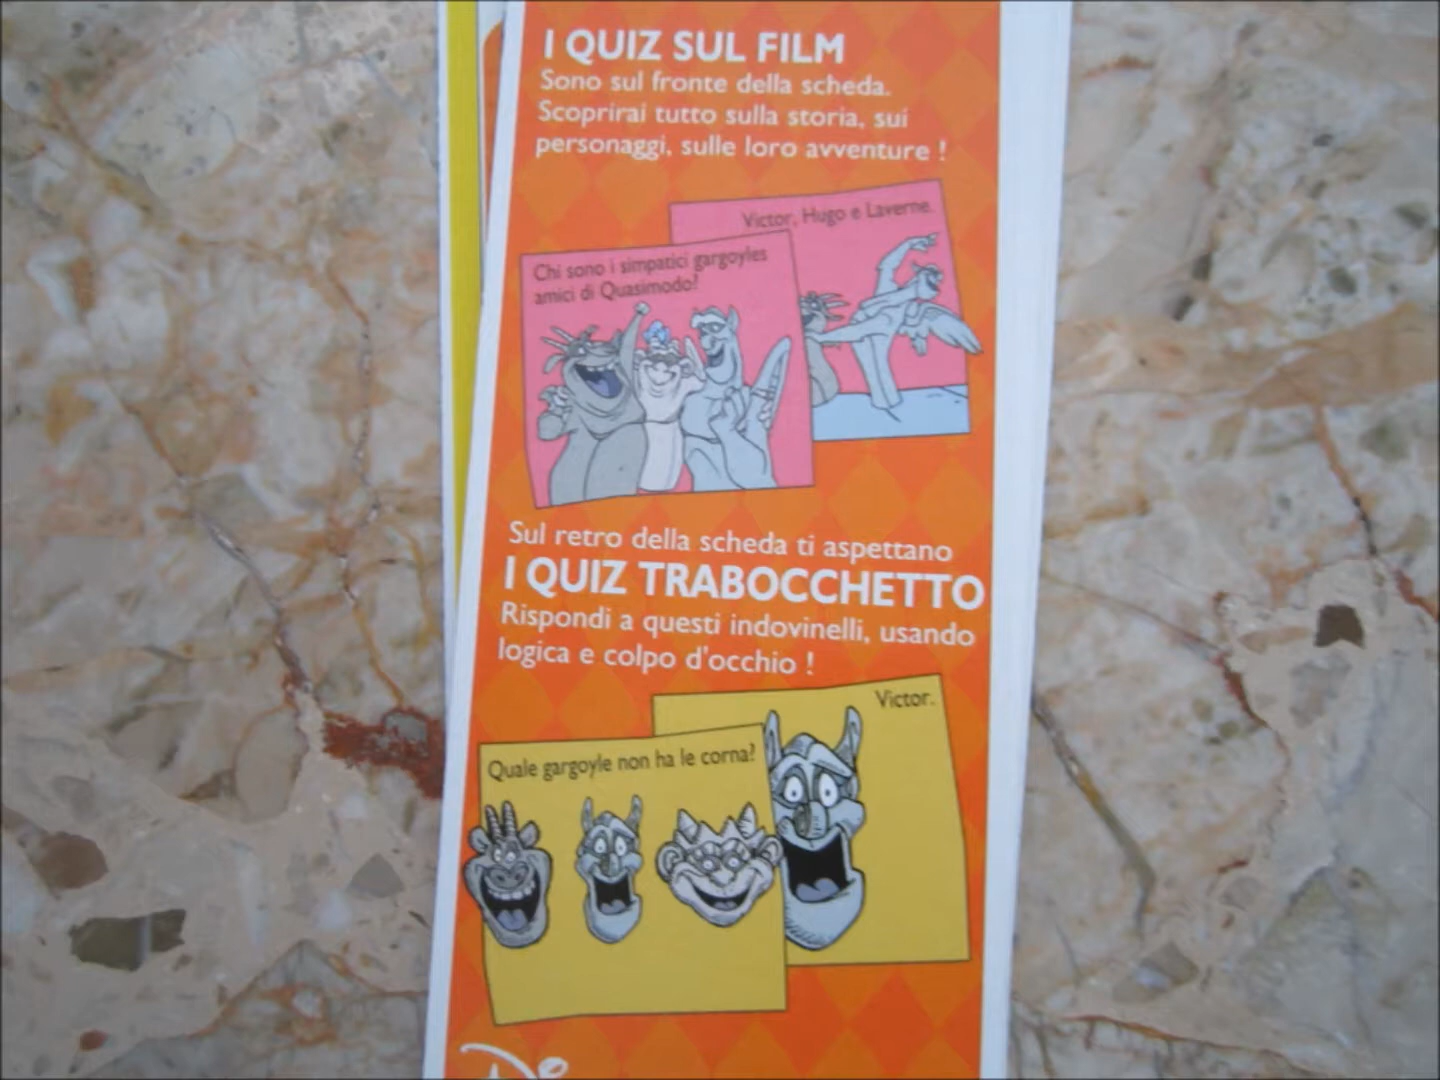 I QUIZ SUL FILM
Sono sul fronte della scheda.
Scoprirai tutto sulla storia, sui
personaggi, sulle loro avventure !
Victor, Hugo e Laverne.
Chi sono i simpatici gargoyles
amici di Quasimodo?
Sul retro della scheda ti aspettano
I QUIZ TRABOCCHETTO
Rispondi a questi indovinelli, usando
logica e colpo d'occhio !
Victor.
Quale gargoyle non ha le corna?